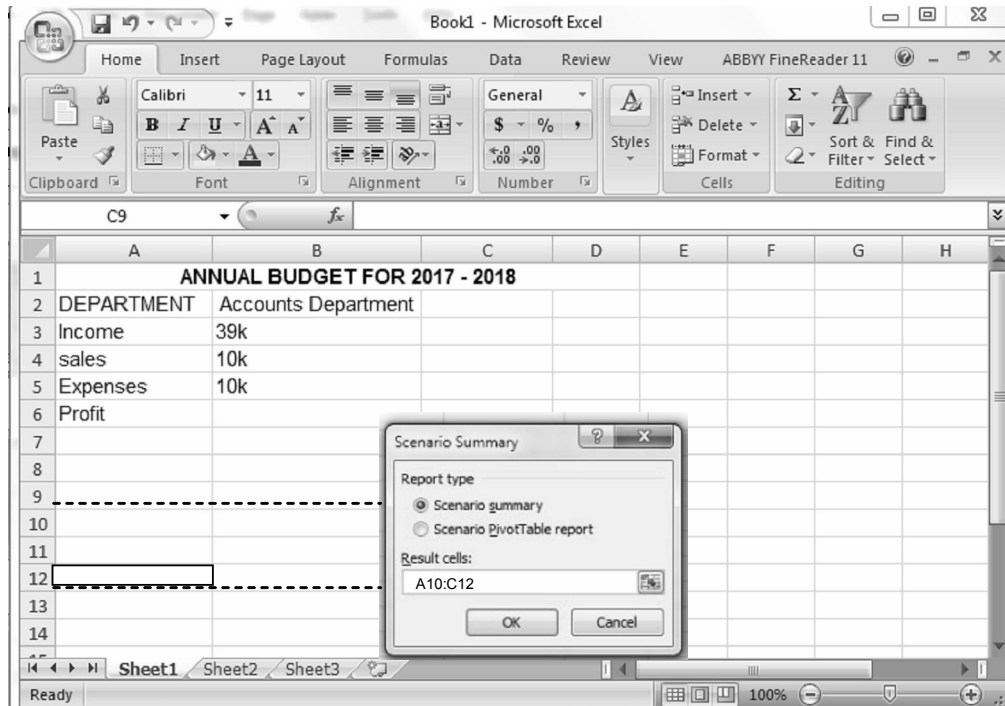 Book1 - Microsoft Excel
Home Insert Page Layout Formulas Data Review View ABBYY FineReader 11
Calibri 11 General Insert Σ
Paste B I U A A $ % , Styles Delete Sort & Filter Find & Select
A .0 .00 .00 .0 Format
Clipboard Font Alignment Number Cells Editing
C9 fx
A B C D E F G H
1 ANNUAL BUDGET FOR 2017 - 2018
2 DEPARTMENT Accounts Department
3 Income 39k
4 sales 10k
5 Expenses 10k
6 Profit
7
8
9
10
11
12
13
14
Scenario Summary
Report type
Scenario summary
Scenario PivotTable report
Result cells:
A10:C12
OK Cancel
Sheet1 Sheet2 Sheet3
Ready 100%